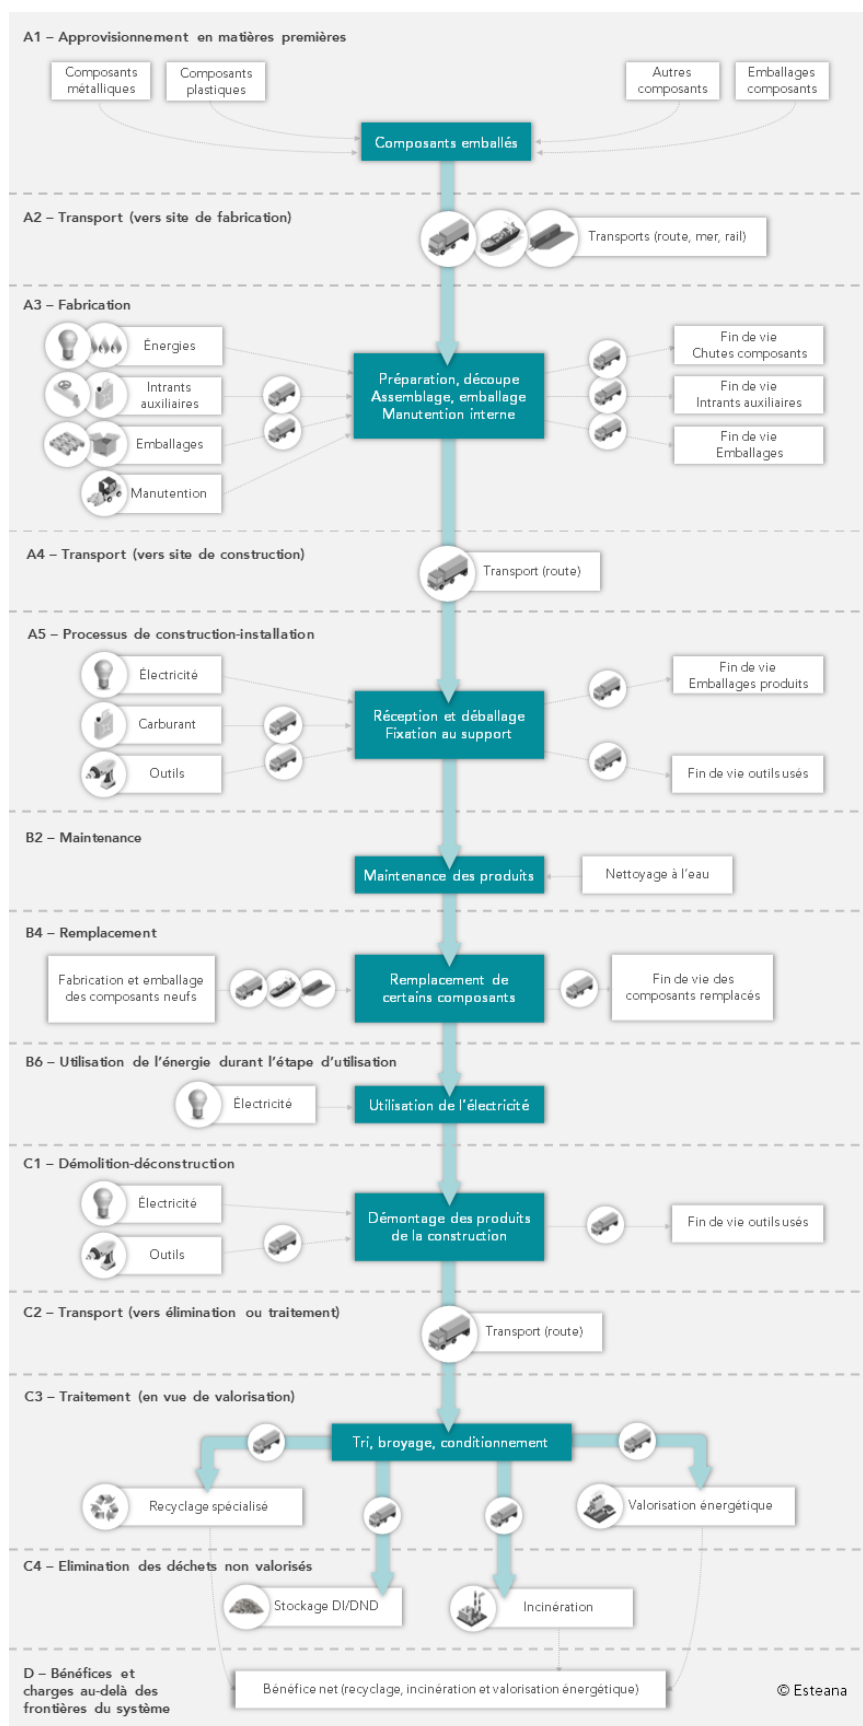 A1 – Approvisionnement en matières premières
Composants
métalliques
Composants
plastiques
Autres
composants
Emballages
composants
Composants emballés
A2 – Transport (vers site de fabrication)
Transports (route, mer, rail)
A3 – Fabrication
Énergies
Intrants
auxiliaires
Emballages
Manutention
Préparation, découpe
Assemblage, emballage
Manutention interne
Fin de vie
Chutes composants
Fin de vie
Intrants auxiliaires
Fin de vie
Emballages
A4 – Transport (vers site de construction)
Transport (route)
A5 – Processus de construction-installation
Électricité
Carburant
Outils
Réception et déballage
Fixation au support
Fin de vie
Emballages produits
Fin de vie outils usés
B2 – Maintenance
Maintenance des produits
Nettoyage à l’eau
B4 – Remplacement
Fabrication et emballage
des composants neufs
Remplacement de
certains composants
Fin de vie des
composants remplacés
B6 – Utilisation de l’énergie durant l’étape d’utilisation
Électricité
Utilisation de l’électricité
C1 – Démolition-déconstruction
Électricité
Outils
Démontage des produits
de la construction
Fin de vie outils usés
C2 – Transport (vers élimination ou traitement)
Transport (route)
C3 – Traitement (en vue de valorisation)
Tri, broyage, conditionnement
Recyclage spécialisé
Valorisation énergétique
C4 – Elimination des déchets non valorisés
Stockage DI/DND
Incinération
D – Bénéfices et
charges au-delà des
frontières du système
Bénéfice net (recyclage, incinération et valorisation énergétique)
© Esteana